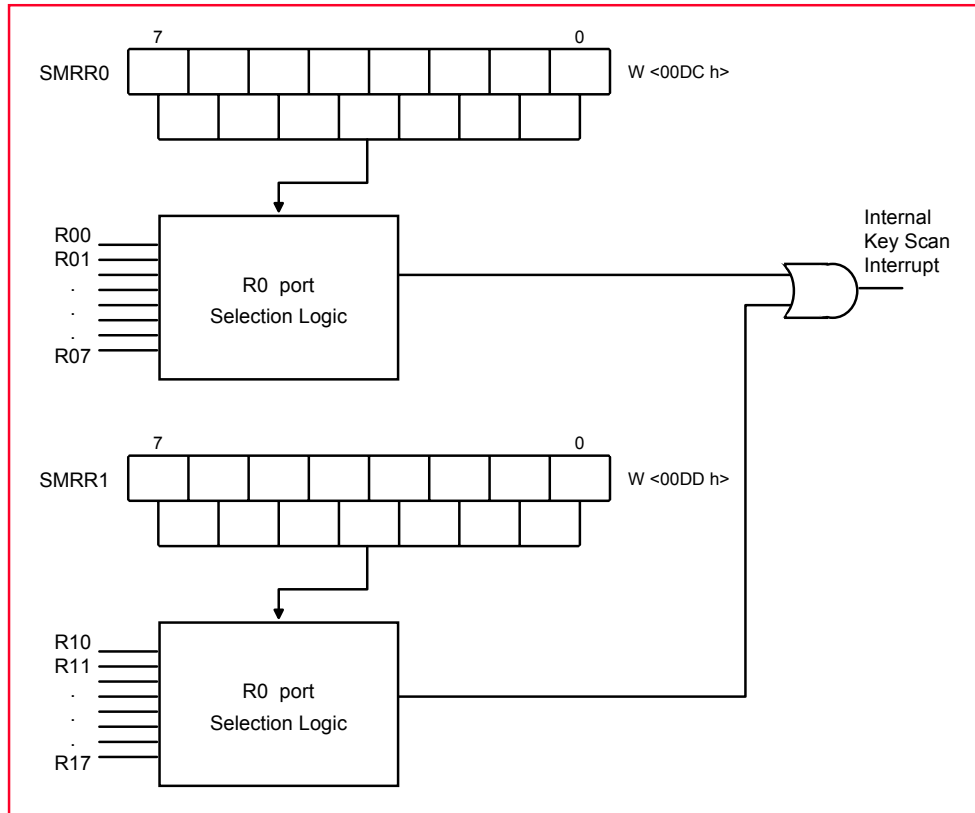 7 0
SMRR0 W <00DC h>
R00
R01
.
.
.
R07
R0 port
Selection Logic
Internal
Key Scan
Interrupt
7 0
SMRR1 W <00DD h>
R10
R11
.
.
.
R17
R0 port
Selection Logic